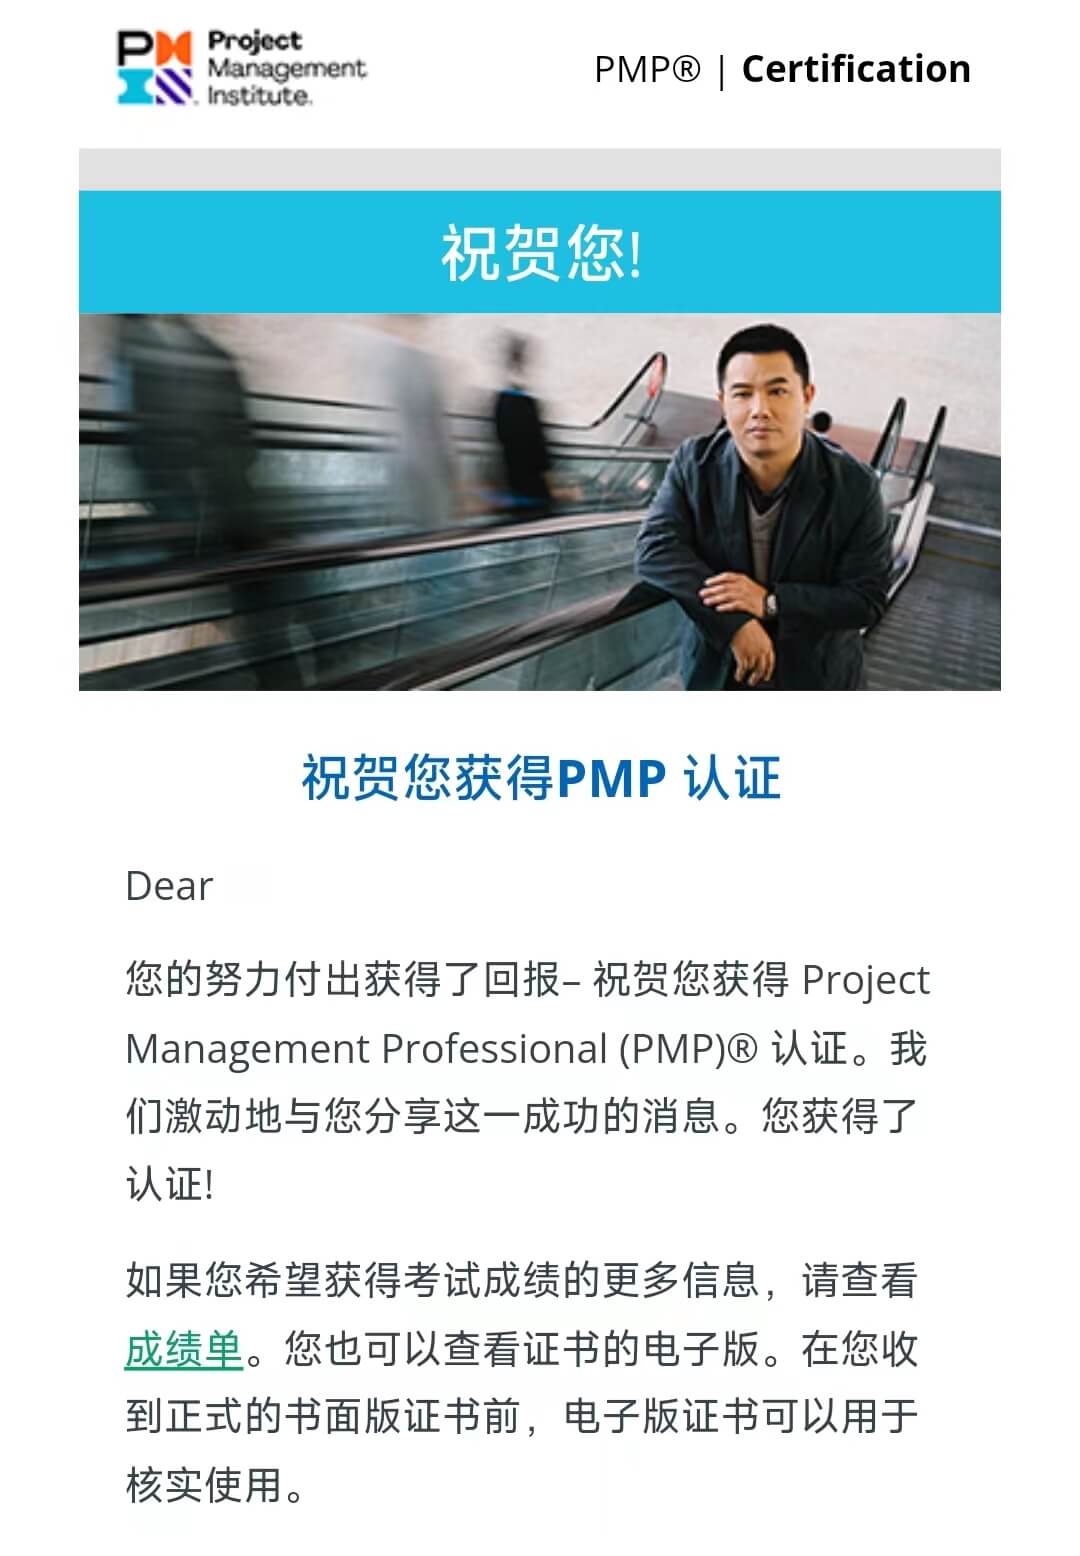 PM
Project
Management
Institute.
PMP® | Certification
祝贺您!
祝贺您获得PMP 认证
Dear
您的努力付出获得了回报– 祝贺您获得 Project
Management Professional (PMP)® 认证。我
们激动地与您分享这一成功的消息。您获得了
认证!
如果您希望获得考试成绩的更多信息，请查看
成绩单。您也可以查看证书的电子版。在您收
到正式的书面版证书前，电子版证书可以用于
核实使用。